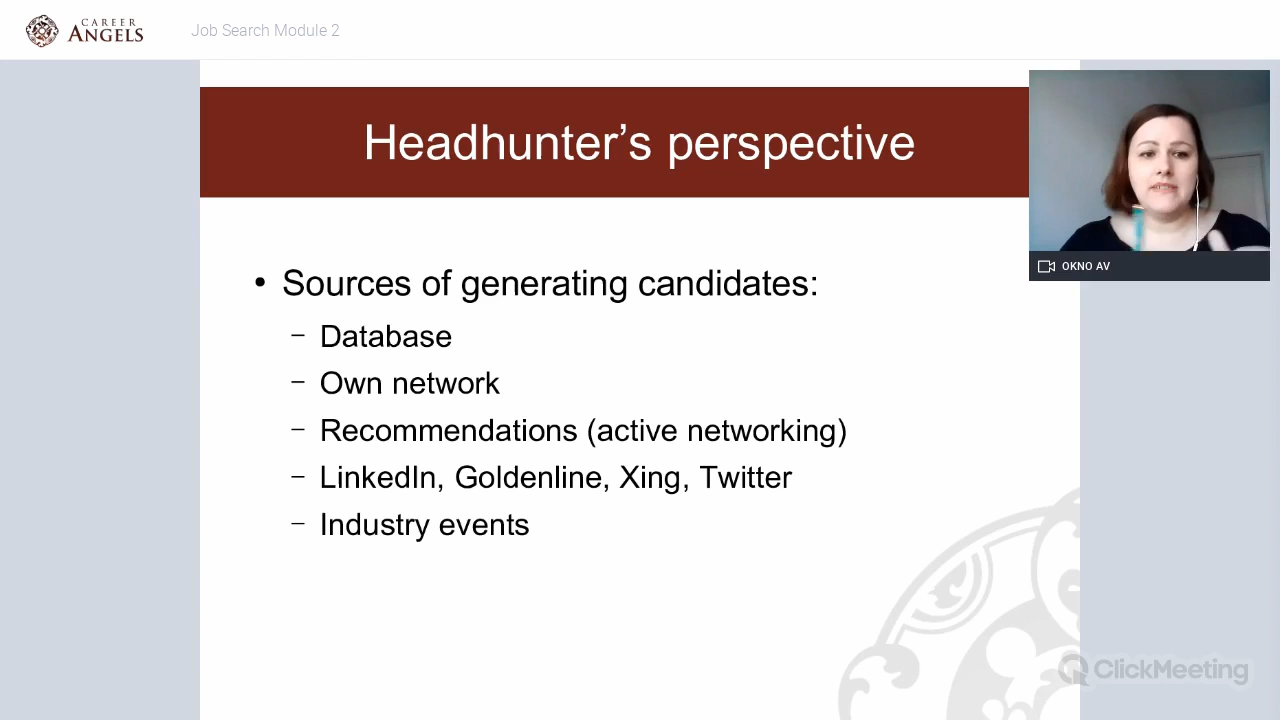 CAREER
ANGELS
Job Search Module 2
Headhunter’s perspective
OKNO AV
• Sources of generating candidates:
– Database
– Own network
– Recommendations (active networking)
– LinkedIn, Goldenline, Xing, Twitter
– Industry events
ClickMeeting